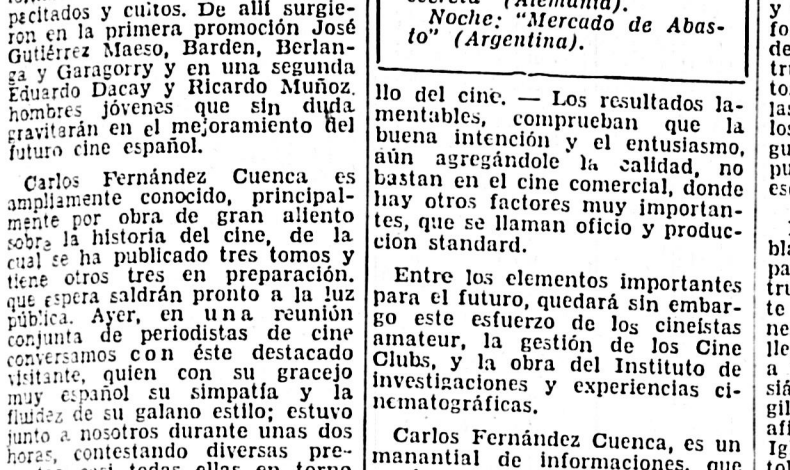 pacitados y cultos. De allí surgie-
ron en la primera promoción José
Gutiérrez Maeso, Barden, Berlan-
ga y Garagorry y en una segunda
Eduardo Dacay y Ricardo Muñoz.
hombres jóvenes que sin duda
gravitarán en el mejoramiento del
futuro cine español.
Carlos Fernández Cuenca es
ampliamente conocido, principal-
mente por obra de gran aliento
sobre la historia del cine, de la
cual se ha publicado tres tomos y
tiene otros tres en preparación.
que espera saldrán pronto a la luz
pública. Ayer, en una reunión
conjunta de periodistas de cine
conversamos con éste destacado
visitante, quien con su gracejo
muy español su simpatía y la
fluidez de su galano estilo; estuvo
junto a nosotros durante unas dos
horas, contestando diversas pre-
todas ellas en torno
(Alemania).
Noche: "Mercado de Abas-
to" (Argentina).
llo del cine. — Los resultados la-
mentables, comprueban que la
buena intención y el entusiasmo,
aún agregándole la calidad, no
bastan en el cine comercial, donde
hay otros factores muy importan-
tes, que se llaman oficio y produc-
ción standard.
Entre los elementos importantes
para el futuro, quedará sin embar-
go este esfuerzo de los cineístas
amateur, la gestión de los Cine
Clubs, y la obra del Instituto de
investigaciones y experiencias ci-
nematográficas.
Carlos Fernández Cuenca, es un
manantial de informaciones, que